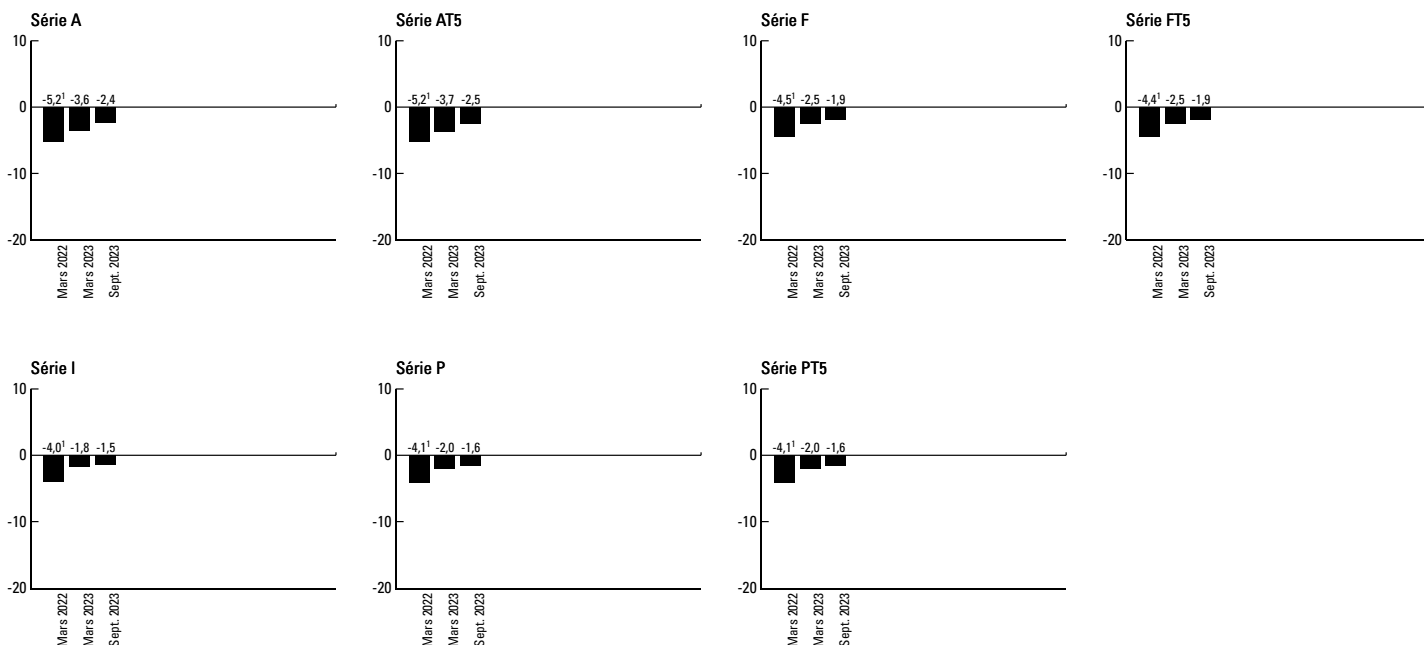 Série A
10
0
-10
-20
-5,2¹ -3,6 -2,4
Mars 2022
Mars 2023
Sept. 2023
Série AT5
10
0
-10
-20
-5,2¹ -3,7 -2,5
Mars 2022
Mars 2023
Sept. 2023
Série F
10
0
-10
-20
-4,5¹ -2,5 -1,9
Mars 2022
Mars 2023
Sept. 2023
Série FT5
10
0
-10
-20
-4,4¹ -2,5 -1,9
Mars 2022
Mars 2023
Sept. 2023
Série I
10
0
-10
-20
-4,0¹ -1,8 -1,5
Mars 2022
Mars 2023
Sept. 2023
Série P
10
0
-10
-20
-4,1¹ -2,0 -1,6
Mars 2022
Mars 2023
Sept. 2023
Série PT5
10
0
-10
-20
-4,1¹ -2,0 -1,6
Mars 2022
Mars 2023
Sept. 2023